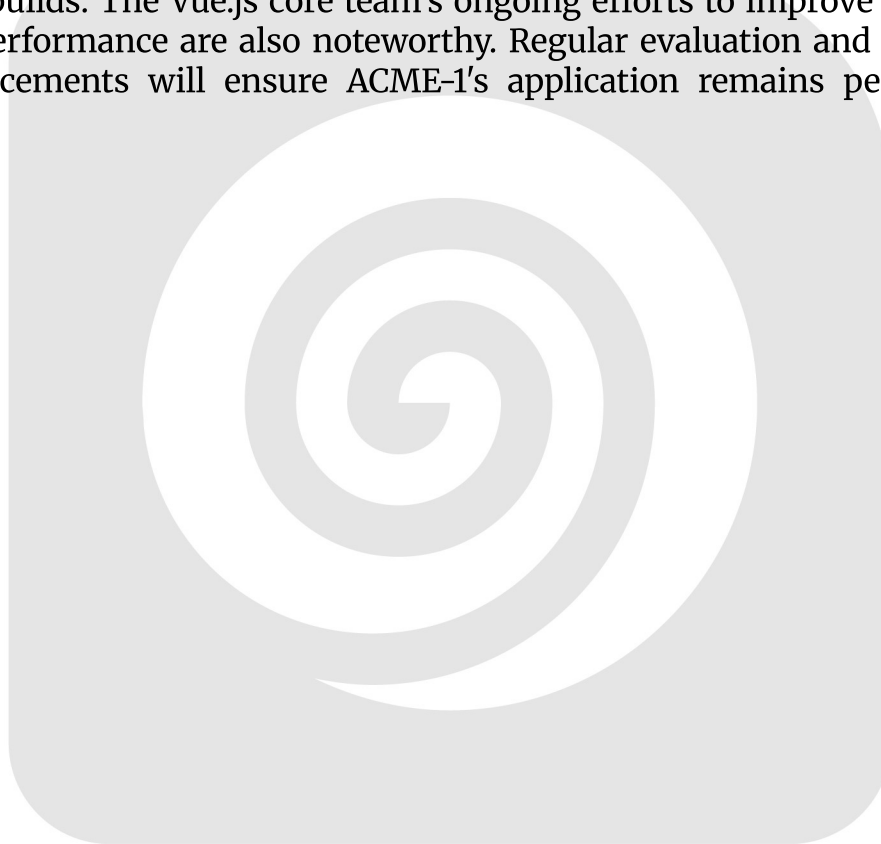 builds. The Vue.js core team's ongoing efforts to improve
erformance are also noteworthy. Regular evaluation and
cements will ensure ACME-1's application remains pe